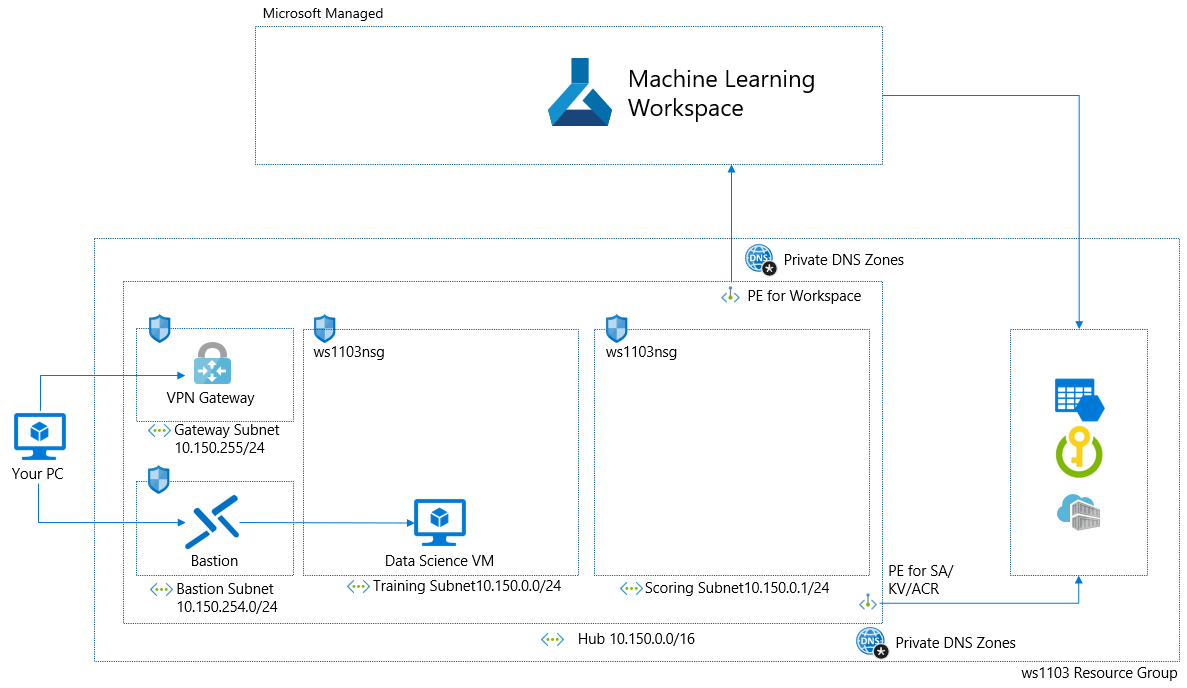 Microsoft Managed
Machine Learning
Workspace
DNS
Private DNS Zones
PE for Workspace
ws1103nsg
ws1103nsg
VPN Gateway
Gateway Subnet
10.150.255/24
Your PC
Bastion
Data Science VM
Bastion Subnet
10.150.254.0/24
Training Subnet10.150.0.0/24
Scoring Subnet10.150.0.1/24
PE for SA/
KV/ACR
Hub 10.150.0.0/16
DNS
Private DNS Zones
ws1103 Resource Group